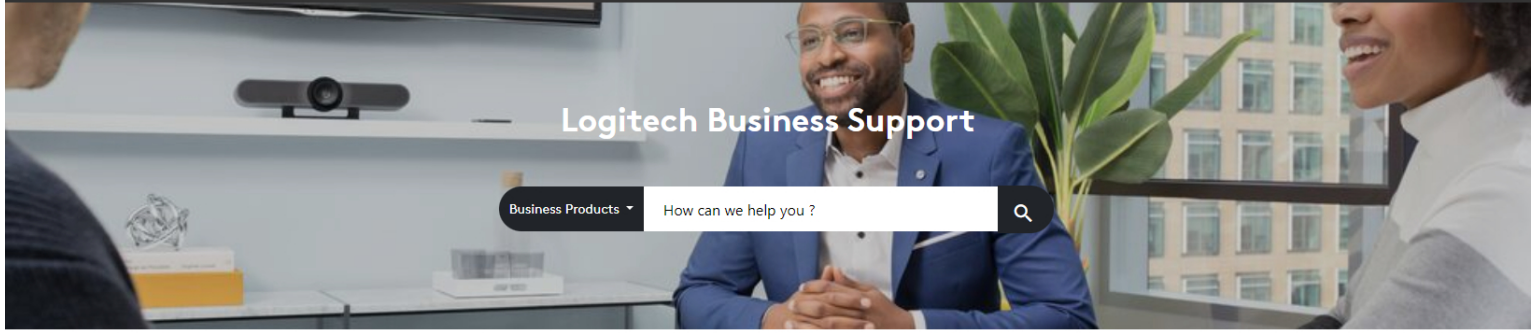 Logitech Business Support
Business Products
How can we help you ?